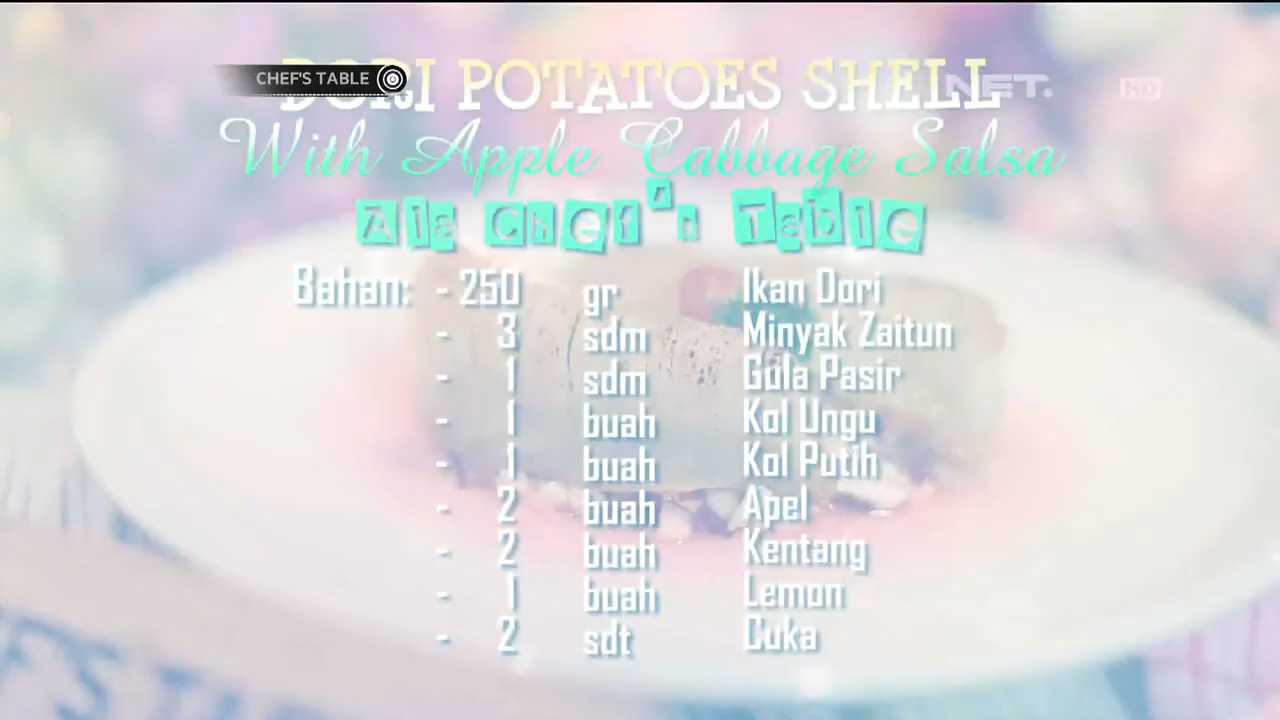 CHEF'S TABLE
NET. HD
DORI POTATOES SHELL
With Apple Cabbage Salsa
Ala Chef's Table
Bahan: - 250 gr Ikan Dori
- 3 sdm Minyak Zaitun
- 1 sdm Gula Pasir
- 1 buah Kol Ungu
- 1 buah Kol Putih
- 2 buah Apel
- 2 buah Kentang
- 1 buah Lemon
- 2 sdt Cuka